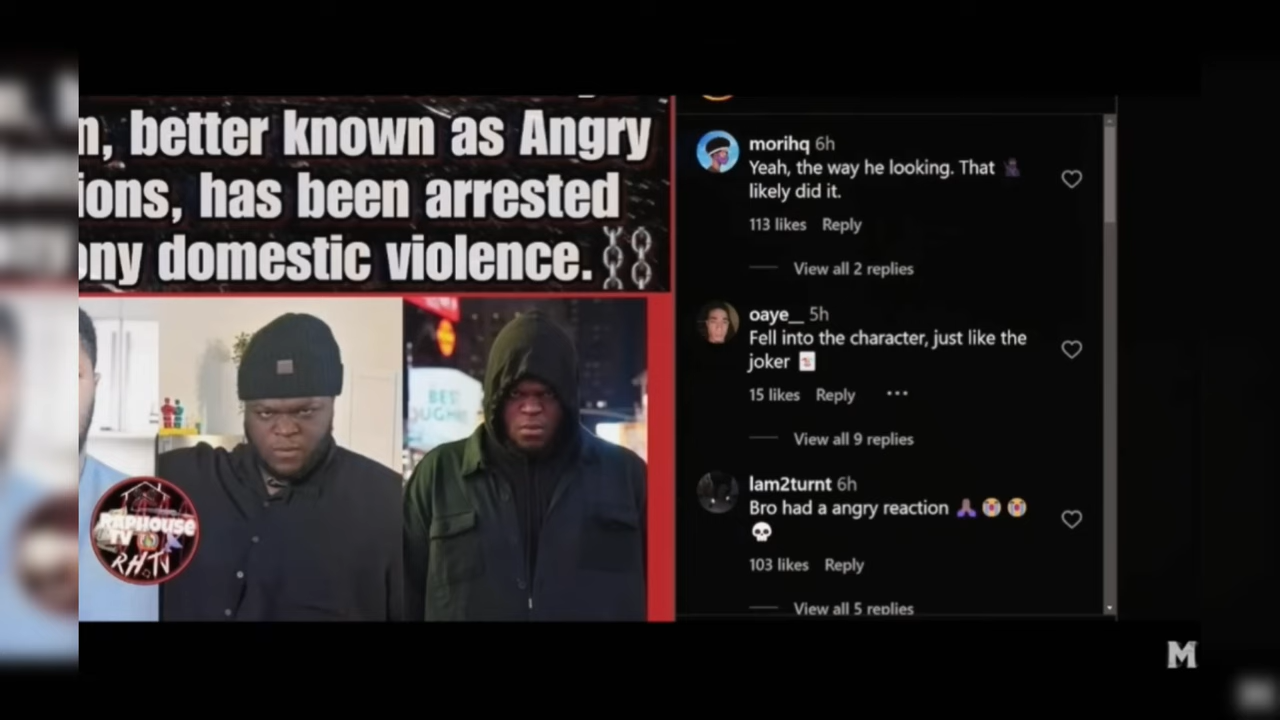 n, better known as Angry
ions, has been arrested
ony domestic violence.
BEST
OUGH
RAPHOUSE
TV
RHTV
morihq 6h
Yeah, the way he looking. That
likely did it.
113 likes Reply
View all 2 replies
oaye__ 5h
Fell into the character, just like the
joker
15 likes Reply •••
View all 9 replies
lam2turnt 6h
Bro had a angry reaction
103 likes Reply
View all 5 replies
M